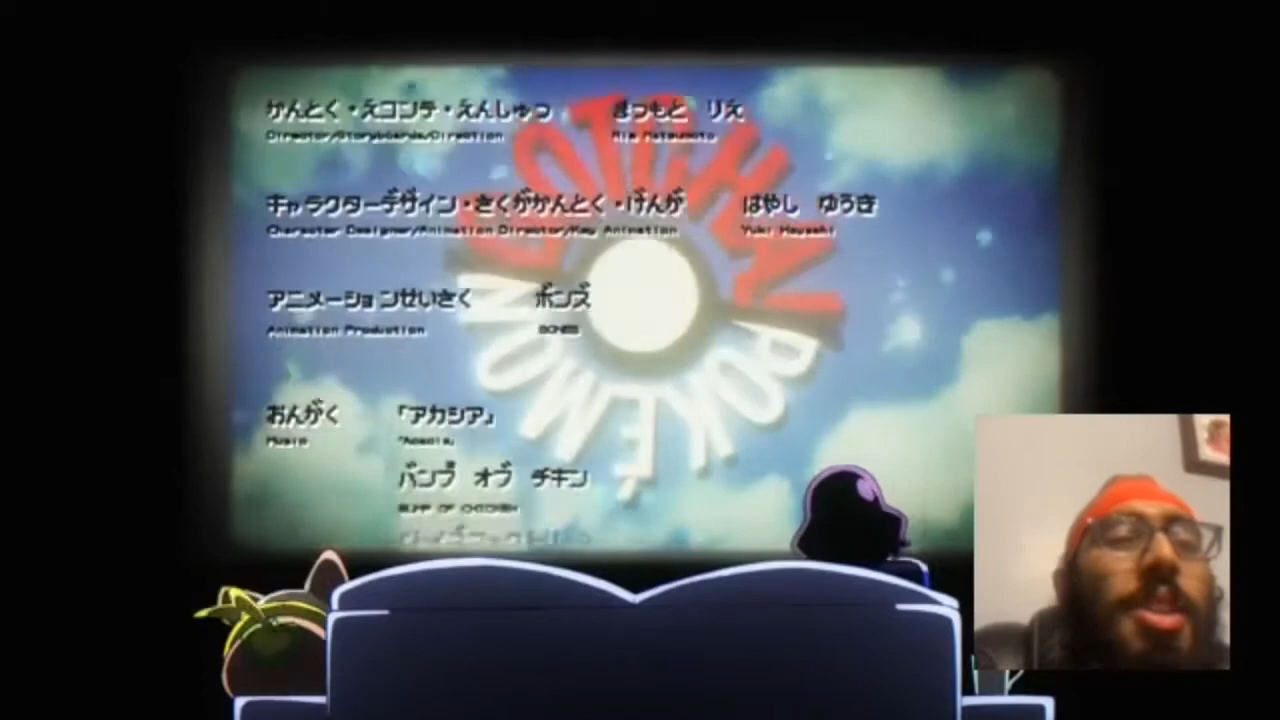 かんとく・えコンテ・えんしゅつ まつもと りえ
Director/Storyboards/Direction Rie Matsumoto
キャラクターデザイン・さくがかんとく・げんが はやし ゆうき
Character Designer/Animation Director/Key Animation Yuki Hayashi
アニメーションせいさく ボンズ
Animation Production BONES
おんがく 「アカシア」
Music "Acacia"
バンプ オブ チキン
BUMP OF CHICKEN
GOTCHA!
POKÉMON